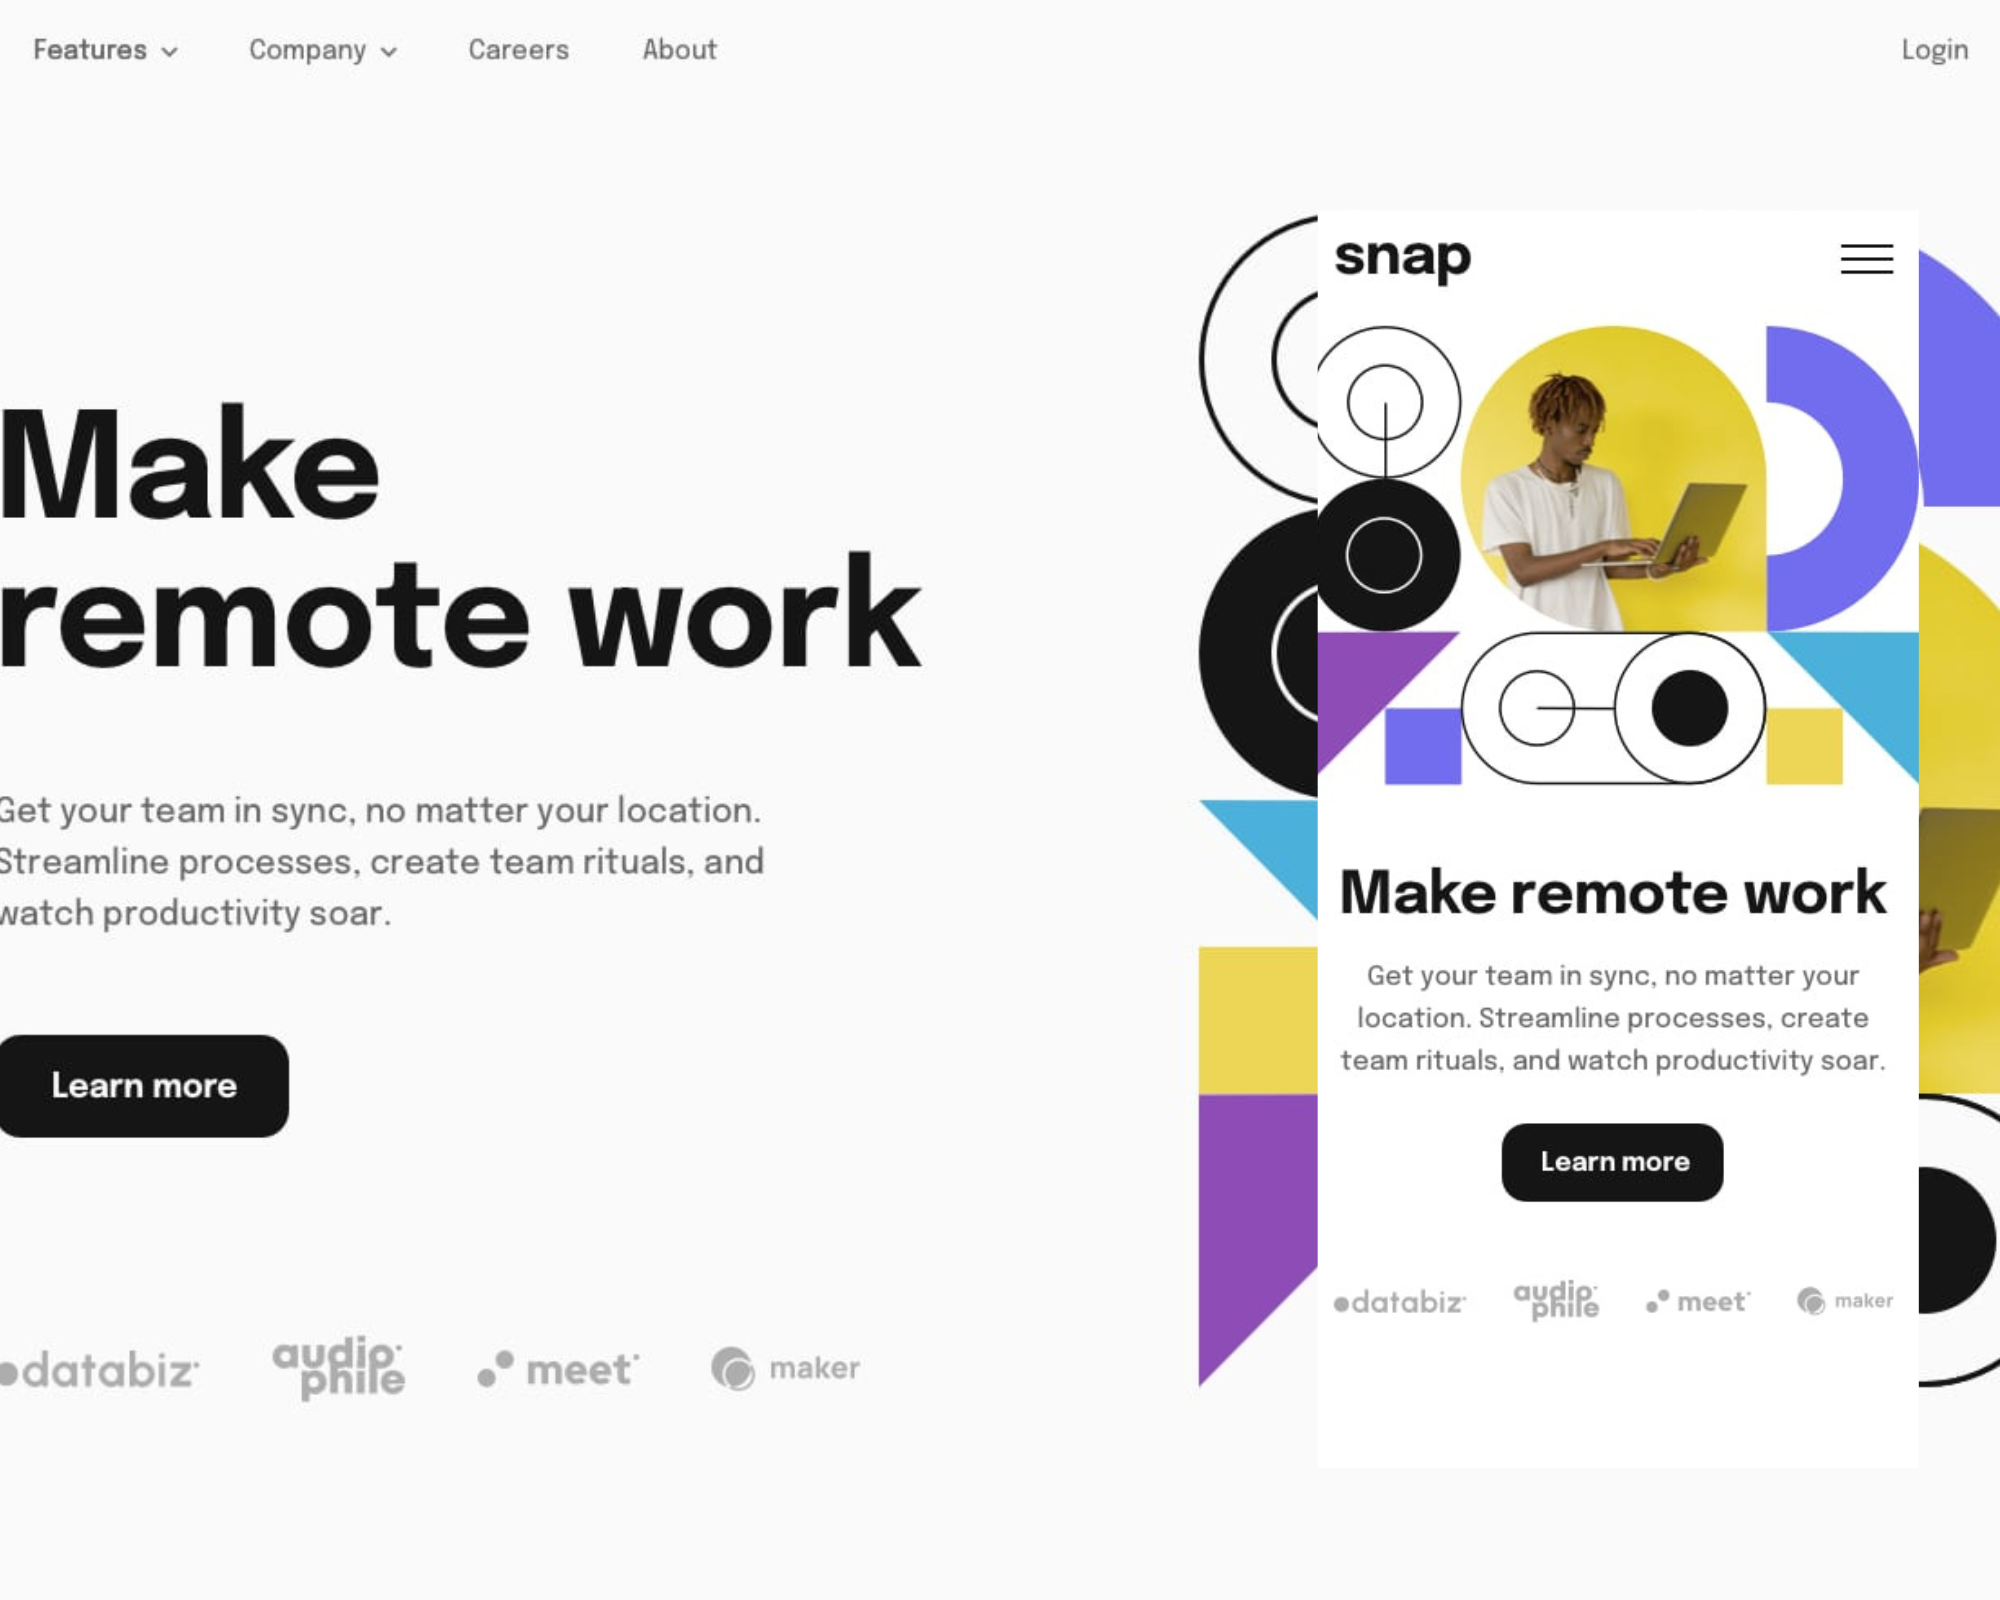 Features
Company
Careers
About
Login
Make
remote work
Get your team in sync, no matter your location.
Streamline processes, create team rituals, and
watch productivity soar.
Learn more
databiz
audiophile
meet
maker
snap
Make remote work
Get your team in sync, no matter your
location. Streamline processes, create
team rituals, and watch productivity soar.
Learn more
databiz
audiophile
meet
maker